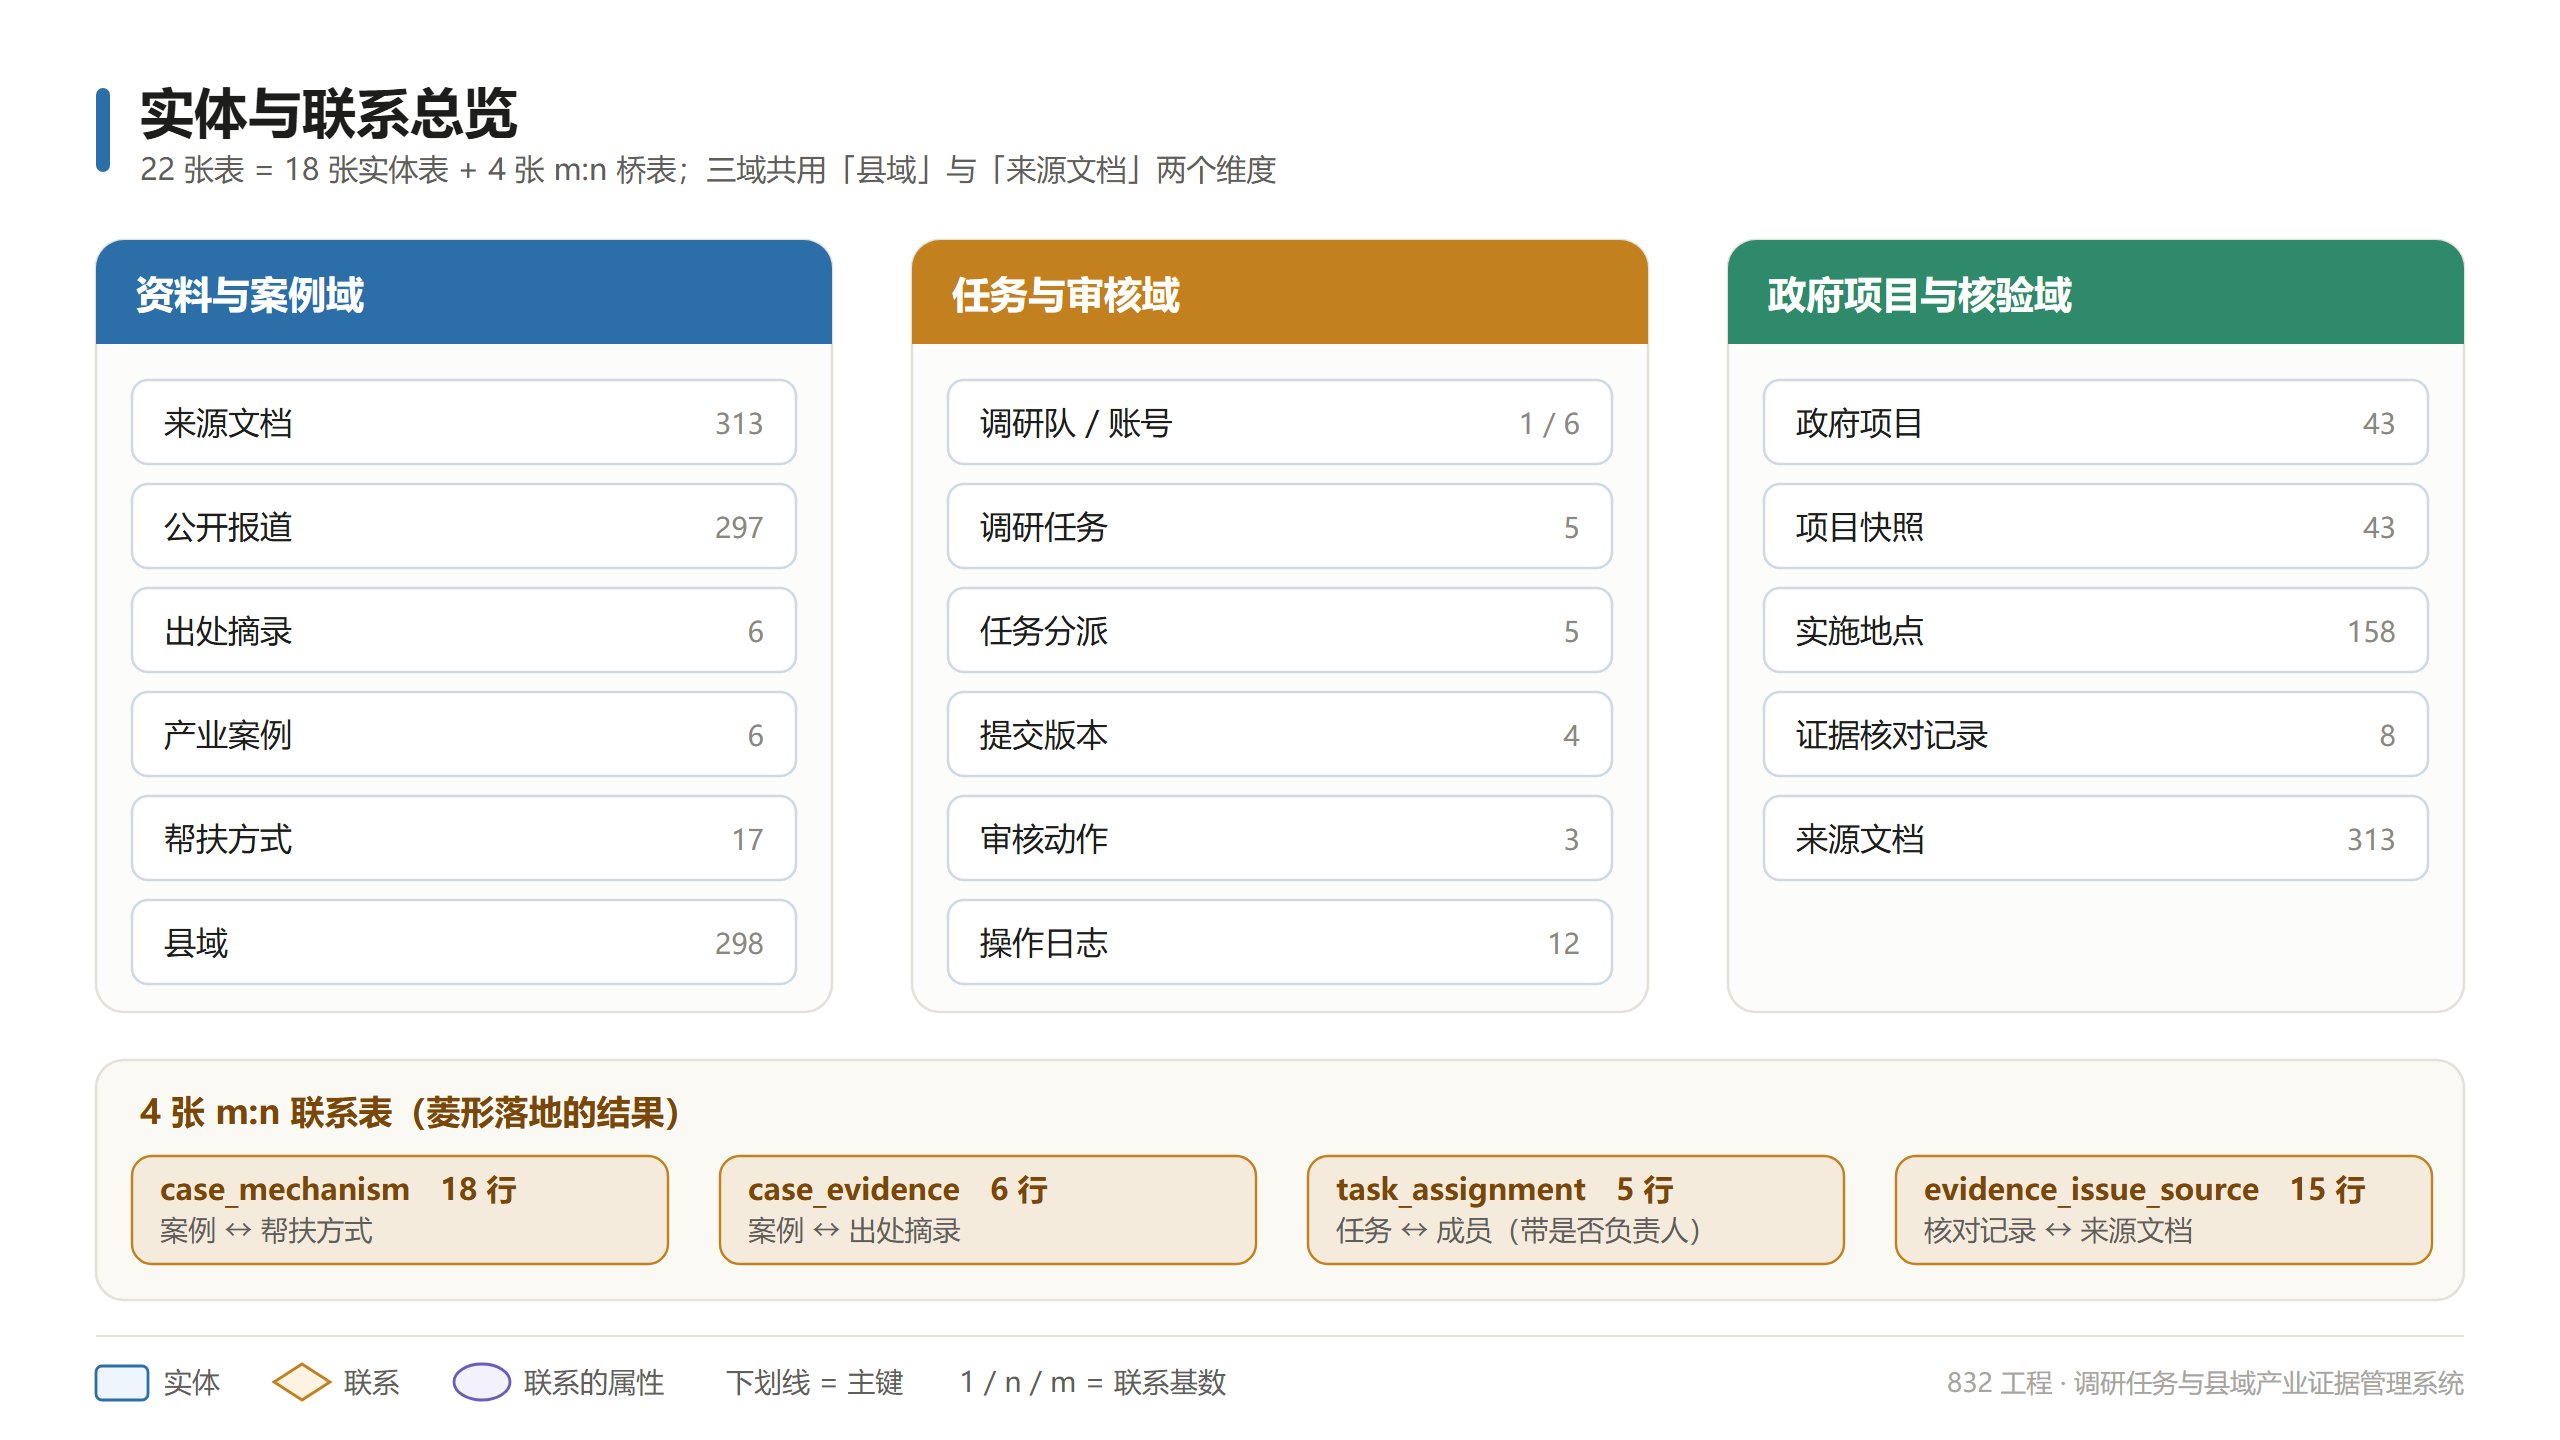 实体与联系总览
22 张表 = 18 张实体表 + 4 张 m:n 桥表；三域共用「县域」与「来源文档」两个维度
资料与案例域
来源文档 313
公开报道 297
出处摘录 6
产业案例 6
帮扶方式 17
县域 298
任务与审核域
调研队 / 账号 1 / 6
调研任务 5
任务分派 5
提交版本 4
审核动作 3
操作日志 12
政府项目与核验域
政府项目 43
项目快照 43
实施地点 158
证据核对记录 8
来源文档 313
4 张 m:n 联系表（菱形落地的结果）
case_mechanism 18 行
案例 ↔ 帮扶方式
case_evidence 6 行
案例 ↔ 出处摘录
task_assignment 5 行
任务 ↔ 成员（带是否负责人）
evidence_issue_source 15 行
核对记录 ↔ 来源文档
实体 联系 联系的属性 下划线 = 主键 1 / n / m = 联系基数
832 工程 · 调研任务与县域产业证据管理系统